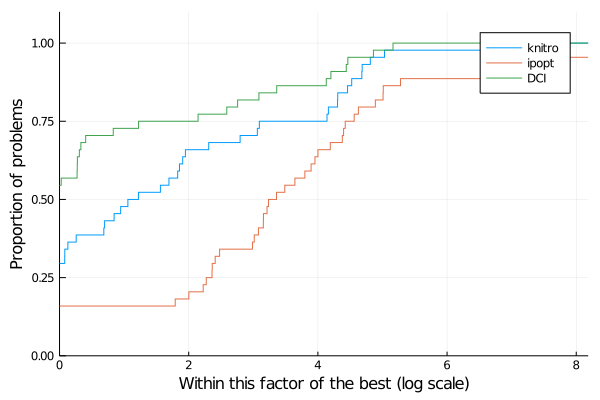 1.00
0.75
0.50
0.25
0.00
Proportion of problems
knitro
ipopt
DCI
0 2 4 6 8
Within this factor of the best (log scale)